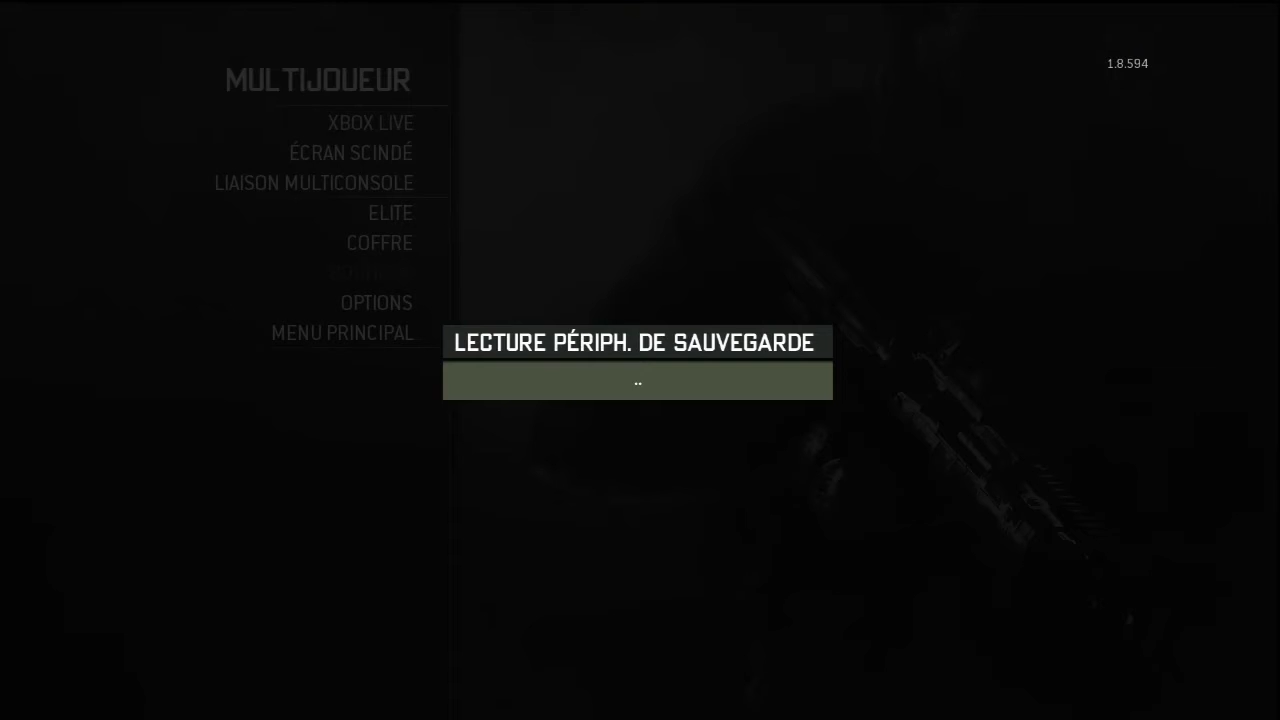 MULTIJOUEUR
1.8.594
XBOX LIVE
ÉCRAN SCINDÉ
LIAISON MULTICONSOLE
ELITE
COFFRE
OPTIONS
MENU PRINCIPAL
LECTURE PÉRIPH. DE SAUVEGARDE
..